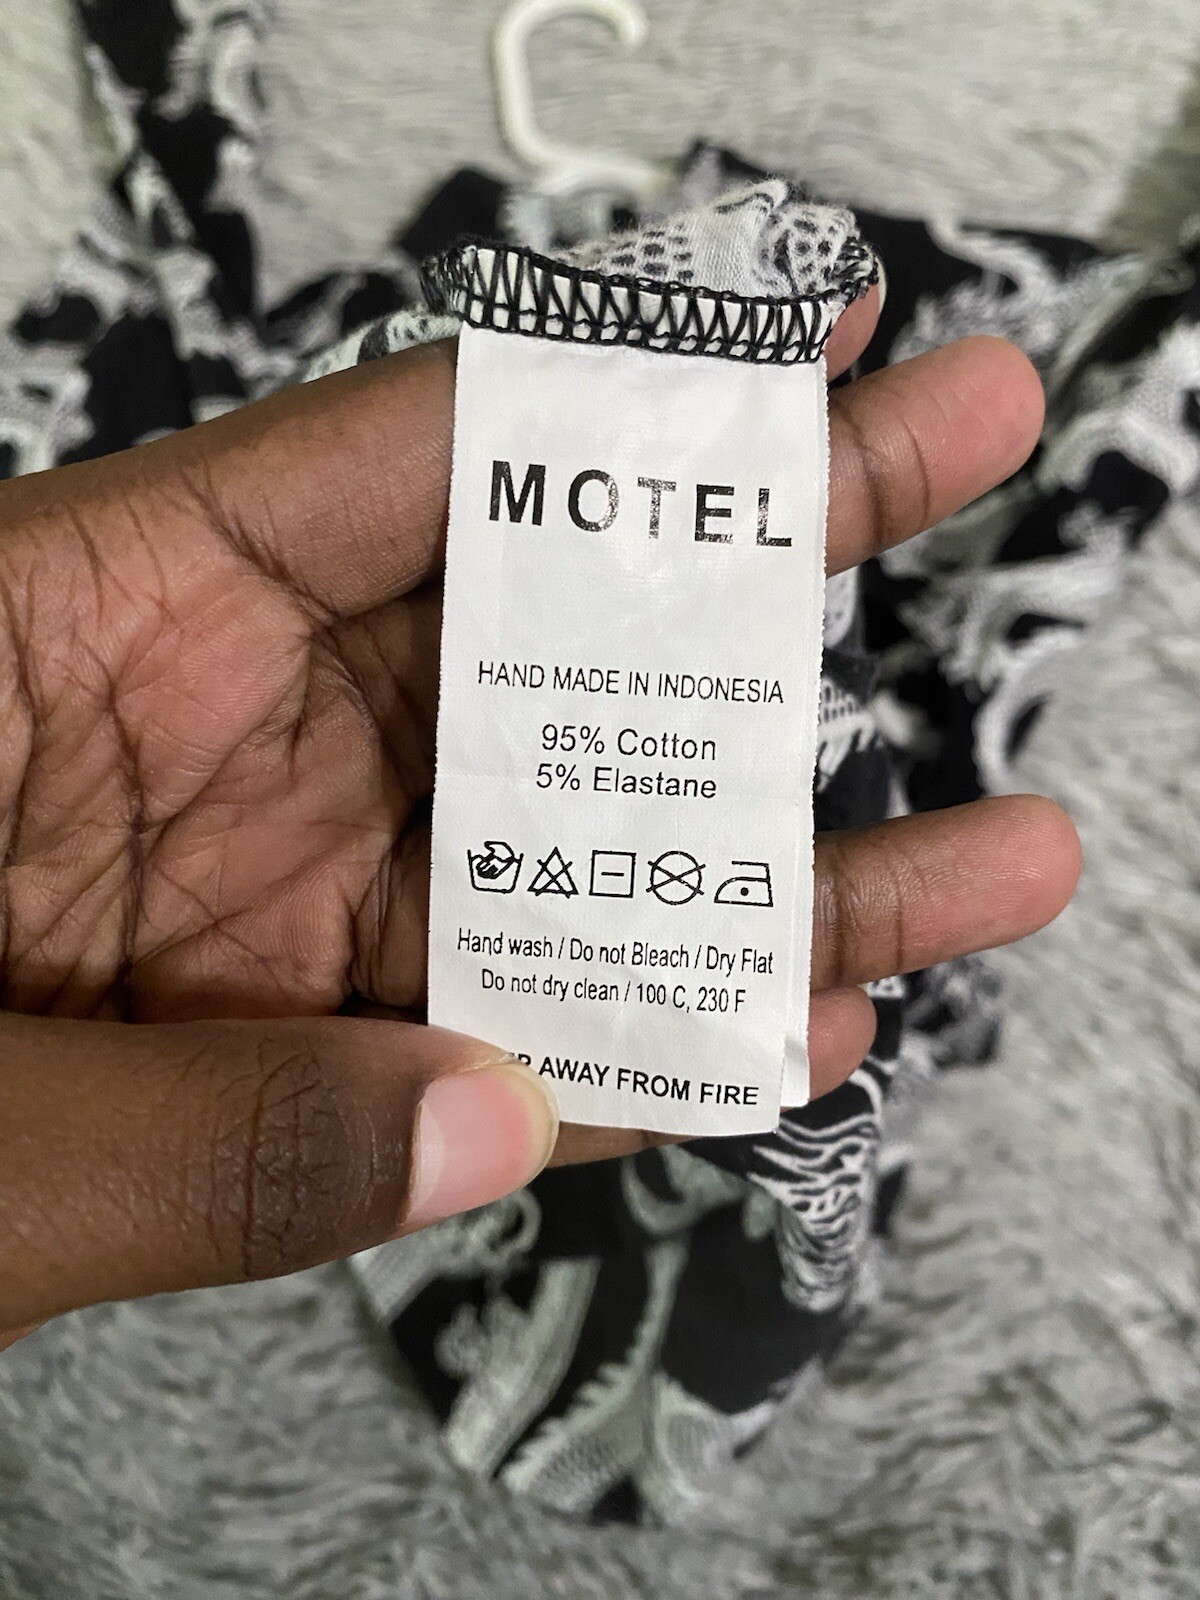 MOTEL
HAND MADE IN INDONESIA
95% Cotton
5% Elastane
Hand wash / Do not Bleach / Dry Flat
Do not dry clean / 100 C, 230 F
AWAY FROM FIRE